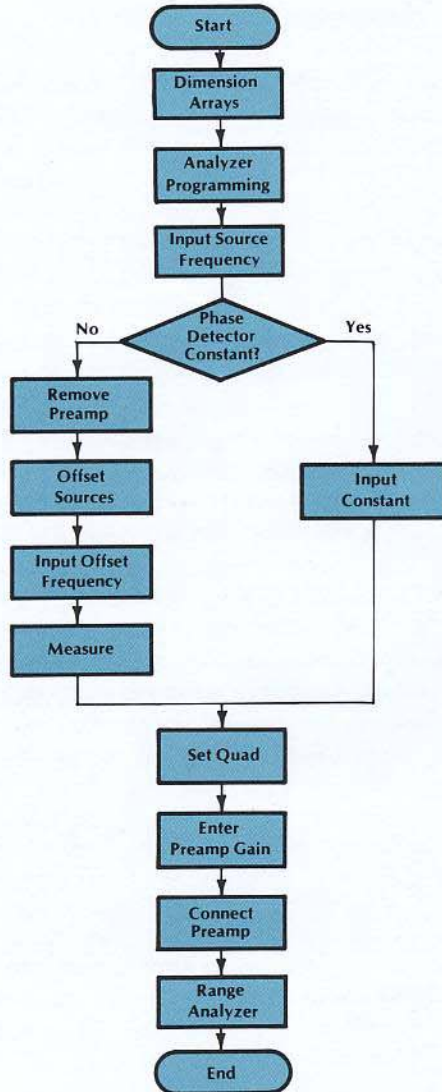 Start
Dimension
Arrays
Analyzer
Programming
Input Source
Frequency
Phase
Detector
Constant?
No
Yes
Remove
Preamp
Offset
Sources
Input Offset
Frequency
Measure
Input
Constant
Set Quad
Enter
Preamp Gain
Connect
Preamp
Range
Analyzer
End